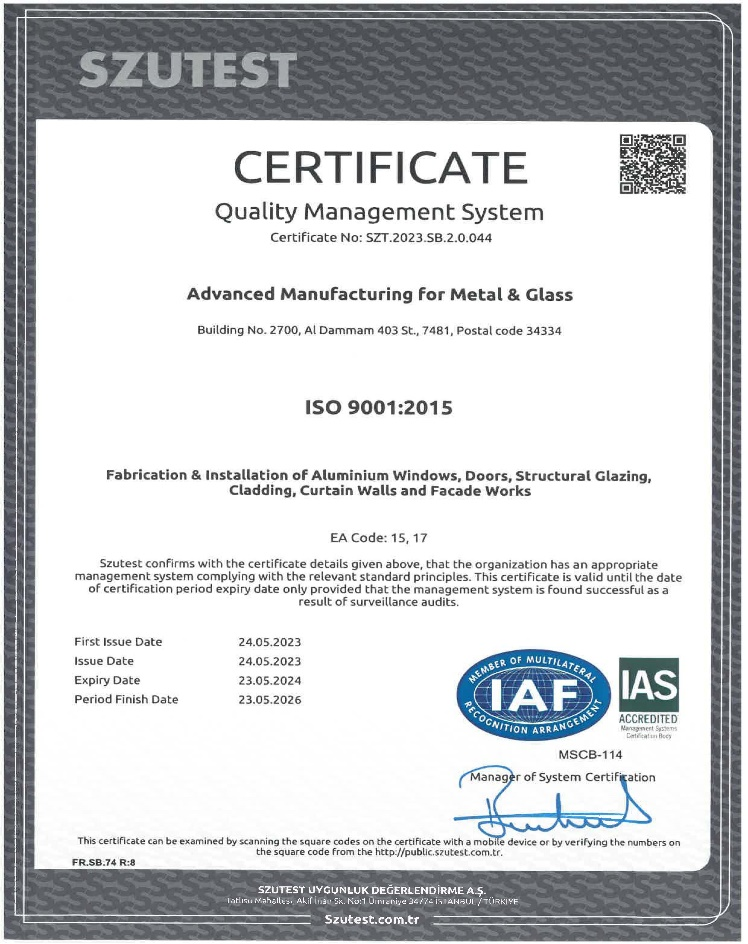 SZUTEST
CERTIFICATE
Quality Management System
Certificate No: SZT.2023.SB.2.0.044
Advanced Manufacturing for Metal & Glass
Building No. 2700, Al Dammam 403 St., 7481, Postal code 34334
ISO 9001:2015
Fabrication & Installation of Aluminium Windows, Doors, Structural Glazing,
Cladding, Curtain Walls and Facade Works
EA Code: 15, 17
Szutest confirms with the certificate details given above, that the organization has an appropriate
management system complying with the relevant standard principles. This certificate is valid until the date
of certification period expiry date only provided that the management system is found successful as a
result of surveillance audits.
First Issue Date 24.05.2023
Issue Date 24.05.2023
Expiry Date 23.05.2024
Period Finish Date 23.05.2026
MEMBER OF MULTILATERAL
IAF
RECOGNITION ARRANGEMENT
IAS
ACCREDITED
Management Systems
Certification Body
MSCB-114
Manager of System Certification
This certificate can be examined by scanning the square codes on the certificate with a mobile device or by verifying the numbers on
the square code from the http://public.szutest.com.tr.
FR.SB.74 R:8
SZUTEST UYGUNLUK DEĞERLENDİRME A.Ş.
Tatlısu Mahallesi, Akif İnan Sk. No:1 Ümraniye 34774 İSTANBUL / TÜRKİYE
Szutest.com.tr